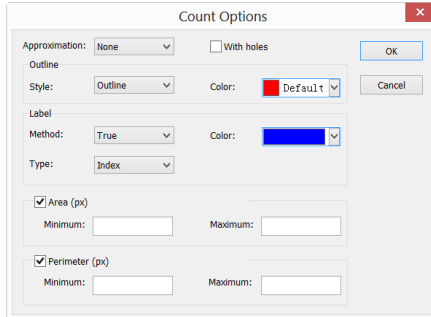 Count Options
Approximation: None With holes OK
Outline
Style: Outline Color: Default Cancel
Label
Method: True Color:
Type: Index
Area (px)
Minimum: Maximum:
Perimeter (px)
Minimum: Maximum: